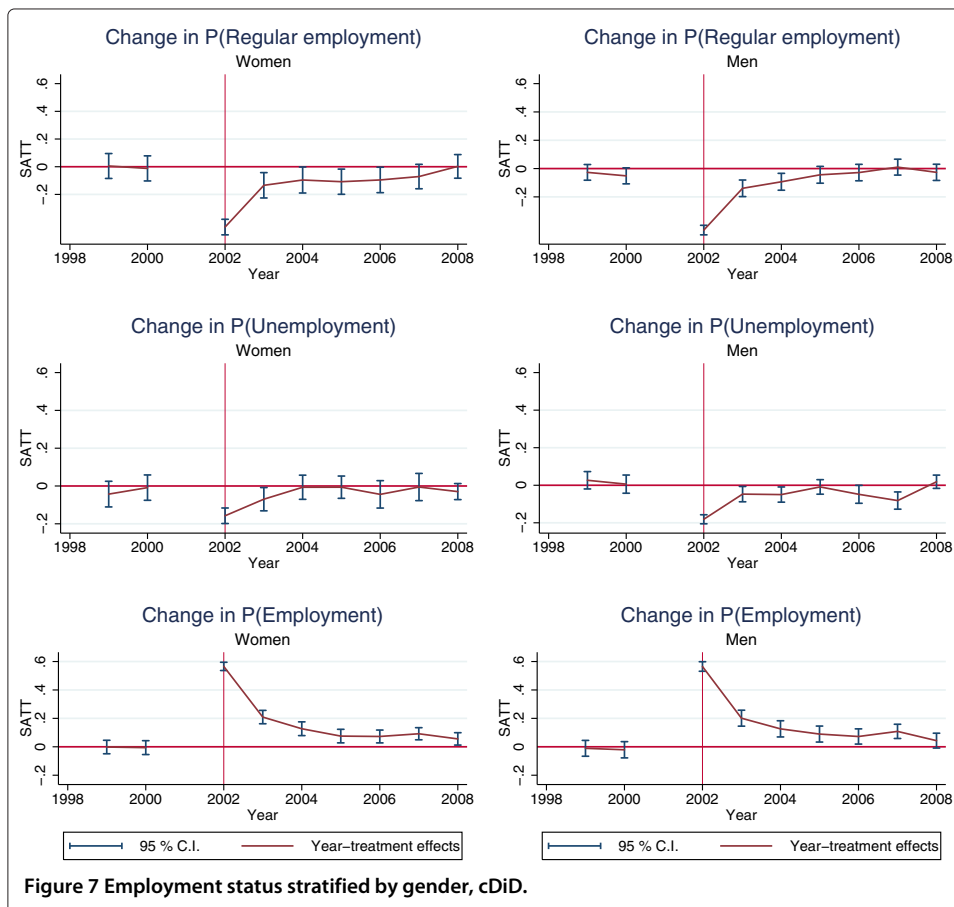 Change in P(Regular employment)
Women
SATT
.6
.4
.2
0
-.2
1998 2000 2002 2004 2006 2008
Year
Change in P(Regular employment)
Men
SATT
.6
.4
.2
0
-.2
1998 2000 2002 2004 2006 2008
Year
Change in P(Unemployment)
Women
SATT
.6
.4
.2
0
-.2
1998 2000 2002 2004 2006 2008
Year
Change in P(Unemployment)
Men
SATT
.6
.4
.2
0
-.2
1998 2000 2002 2004 2006 2008
Year
Change in P(Employment)
Women
SATT
.6
.4
.2
0
-.2
1998 2000 2002 2004 2006 2008
Year
95 % C.I. Year-treatment effects
Change in P(Employment)
Men
SATT
.6
.4
.2
0
-.2
1998 2000 2002 2004 2006 2008
Year
95 % C.I. Year-treatment effects
Figure 7 Employment status stratified by gender, cDiD.